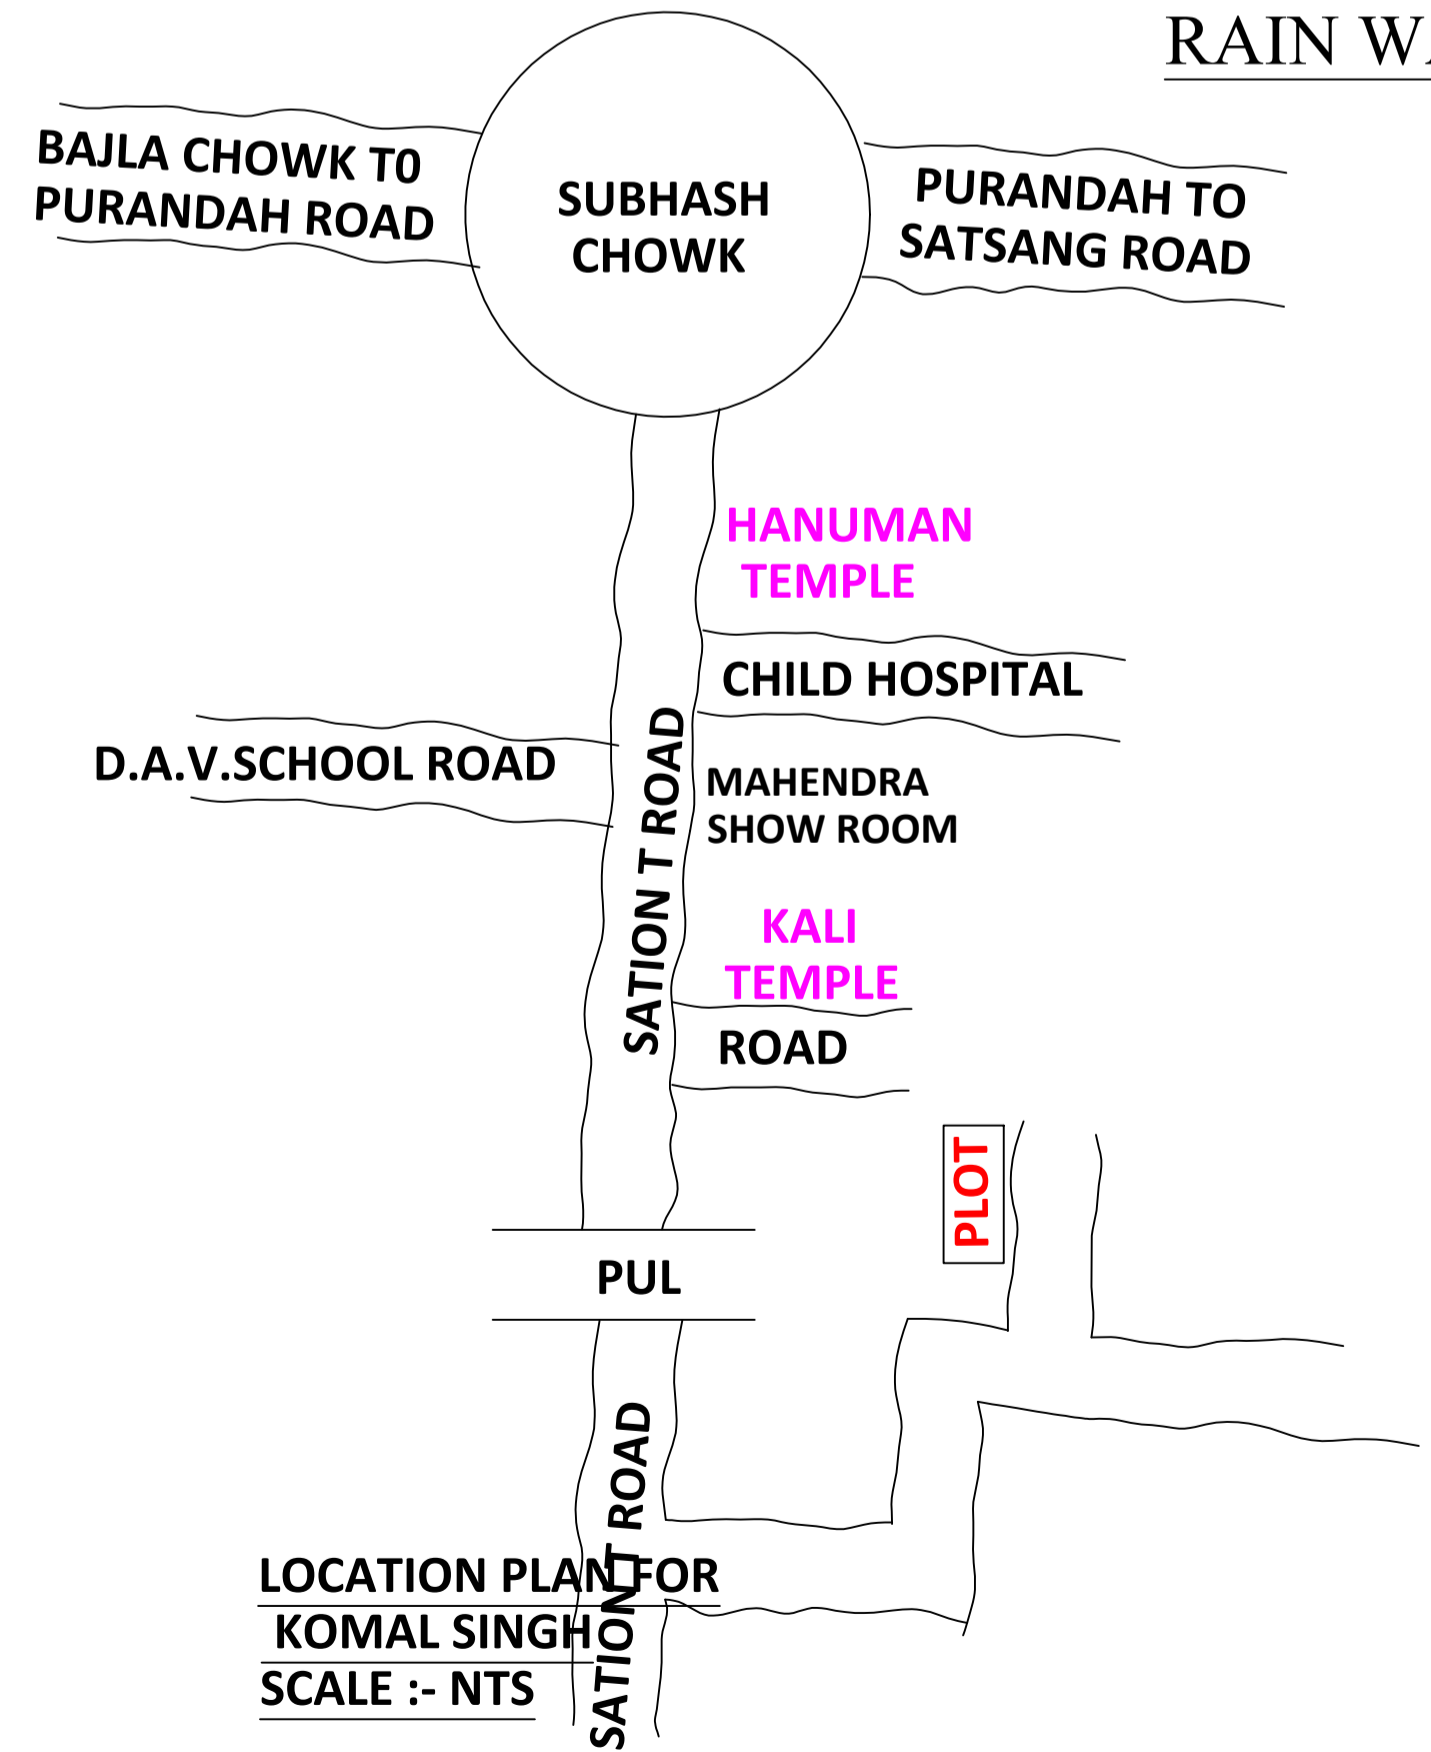 RAIN WA
BAJLA CHOWK T0
PURANDAH ROAD
SUBHASH
CHOWK
PURANDAH TO
SATSANG ROAD
HANUMAN
TEMPLE
CHILD HOSPITAL
D.A.V.SCHOOL ROAD
MAHENDRA
SHOW ROOM
SATION T ROAD
KALI
TEMPLE
ROAD
PLOT
PUL
SATION T ROAD
LOCATION PLAN FOR
KOMAL SINGH
SCALE :- NTS